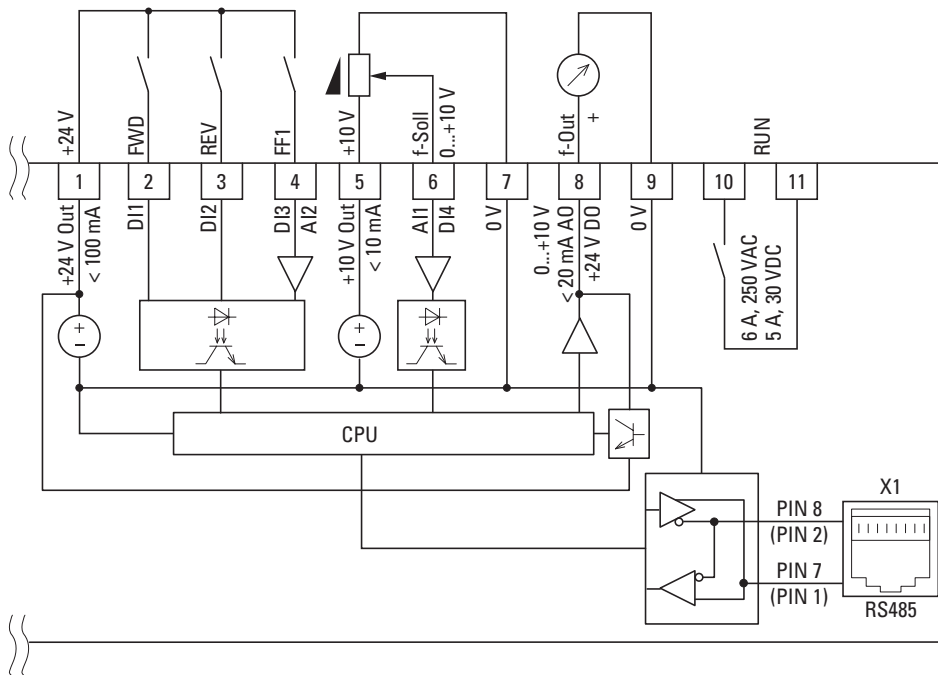 +24 V
FWD
REV
FF1
+10 V
f-Soll
0...+10 V
f-Out
+
RUN
1
2
3
4
5
6
7
8
9
10
11
+24 V Out
< 100 mA
DI1
DI2
DI3
AI2
+10 V Out
< 10 mA
AI1
DI4
0 V
0...+10 V
< 20 mA AO
+24 V DO
0 V
6 A, 250 VAC
5 A, 30 VDC
+
-
+
-
CPU
X1
PIN 8
(PIN 2)
PIN 7
(PIN 1)
RS485